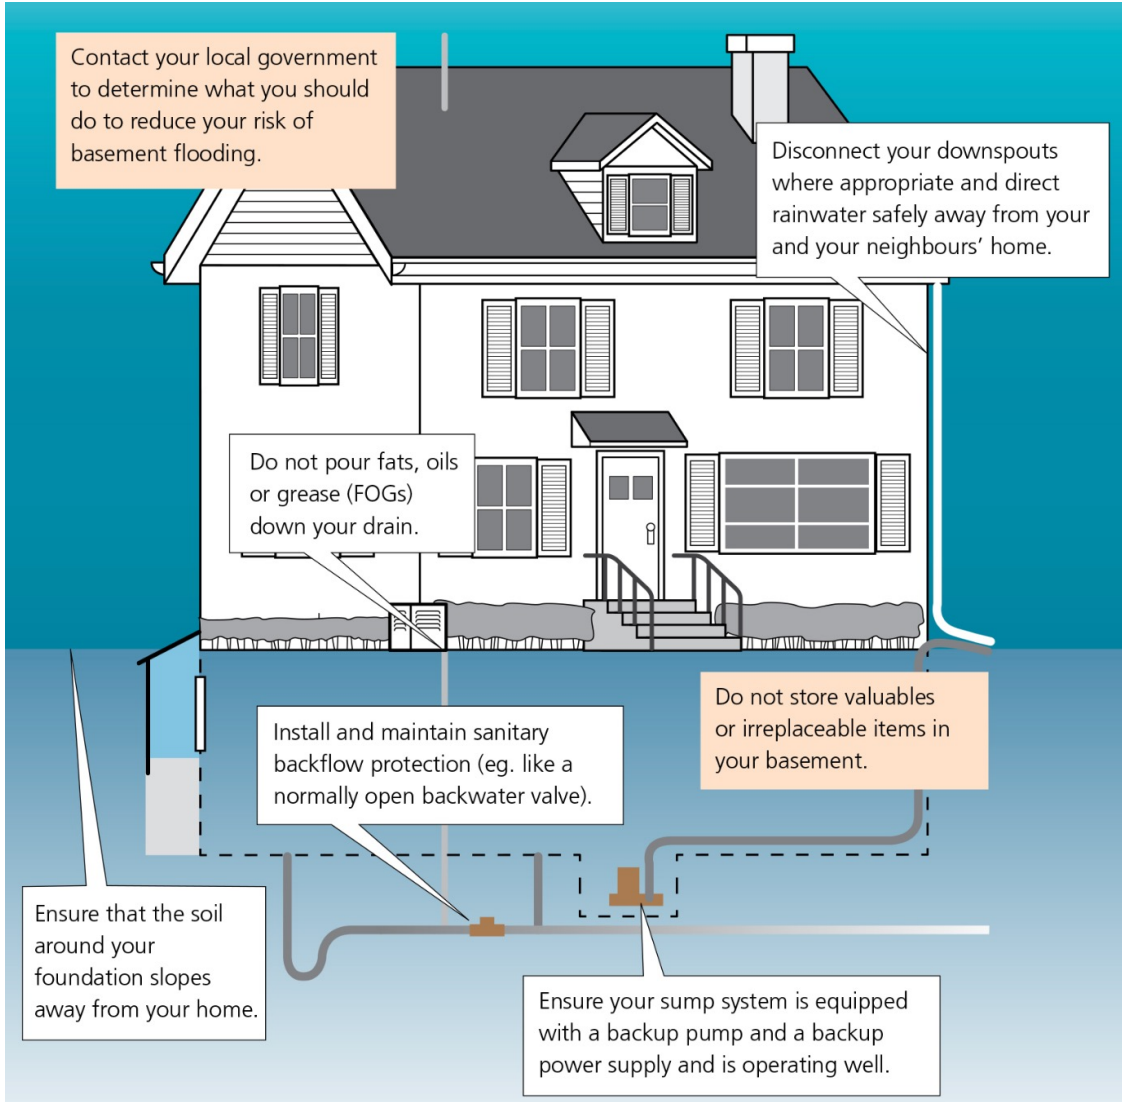 Contact your local government
to determine what you should
do to reduce your risk of
basement flooding.
Disconnect your downspouts
where appropriate and direct
rainwater safely away from your
and your neighbours’ home.
Do not pour fats, oils
or grease (FOGs)
down your drain.
Do not store valuables
or irreplaceable items in
your basement.
Install and maintain sanitary
backflow protection (eg. like a
normally open backwater valve).
Ensure that the soil
around your
foundation slopes
away from your home.
Ensure your sump system is equipped
with a backup pump and a backup
power supply and is operating well.